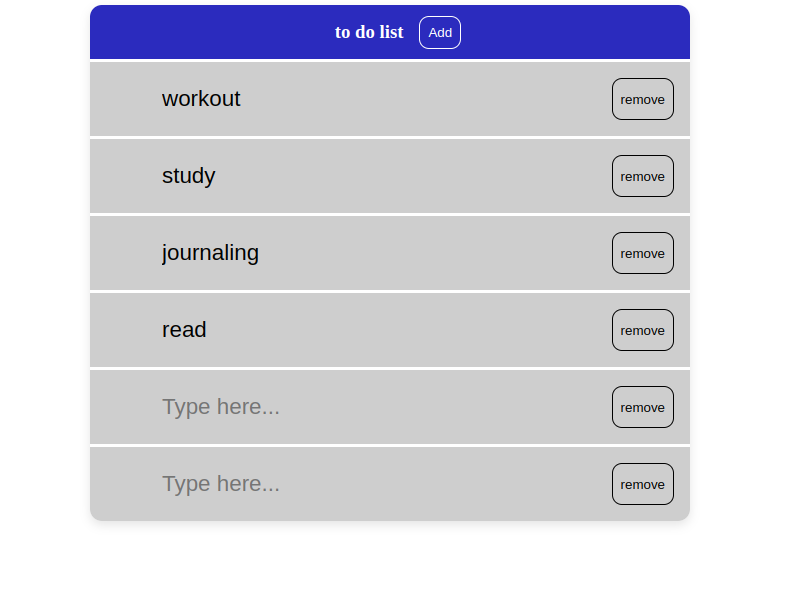 to do list Add
workout remove
study remove
journaling remove
read remove
Type here... remove
Type here... remove